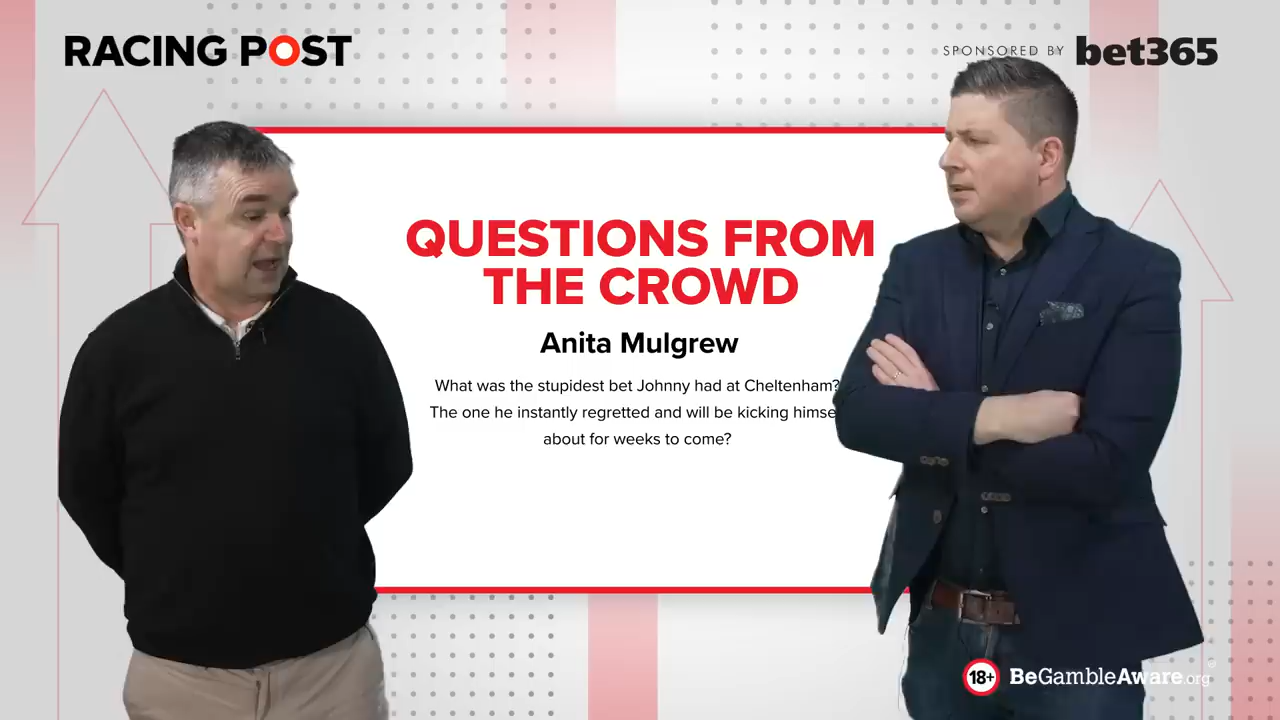 RACING POST
SPONSORED BY bet365
QUESTIONS FROM
THE CROWD
Anita Mulgrew
What was the stupidest bet Johnny had at Cheltenham?
The one he instantly regretted and will be kicking
about for weeks to come?
18+ BeGambleAware.org